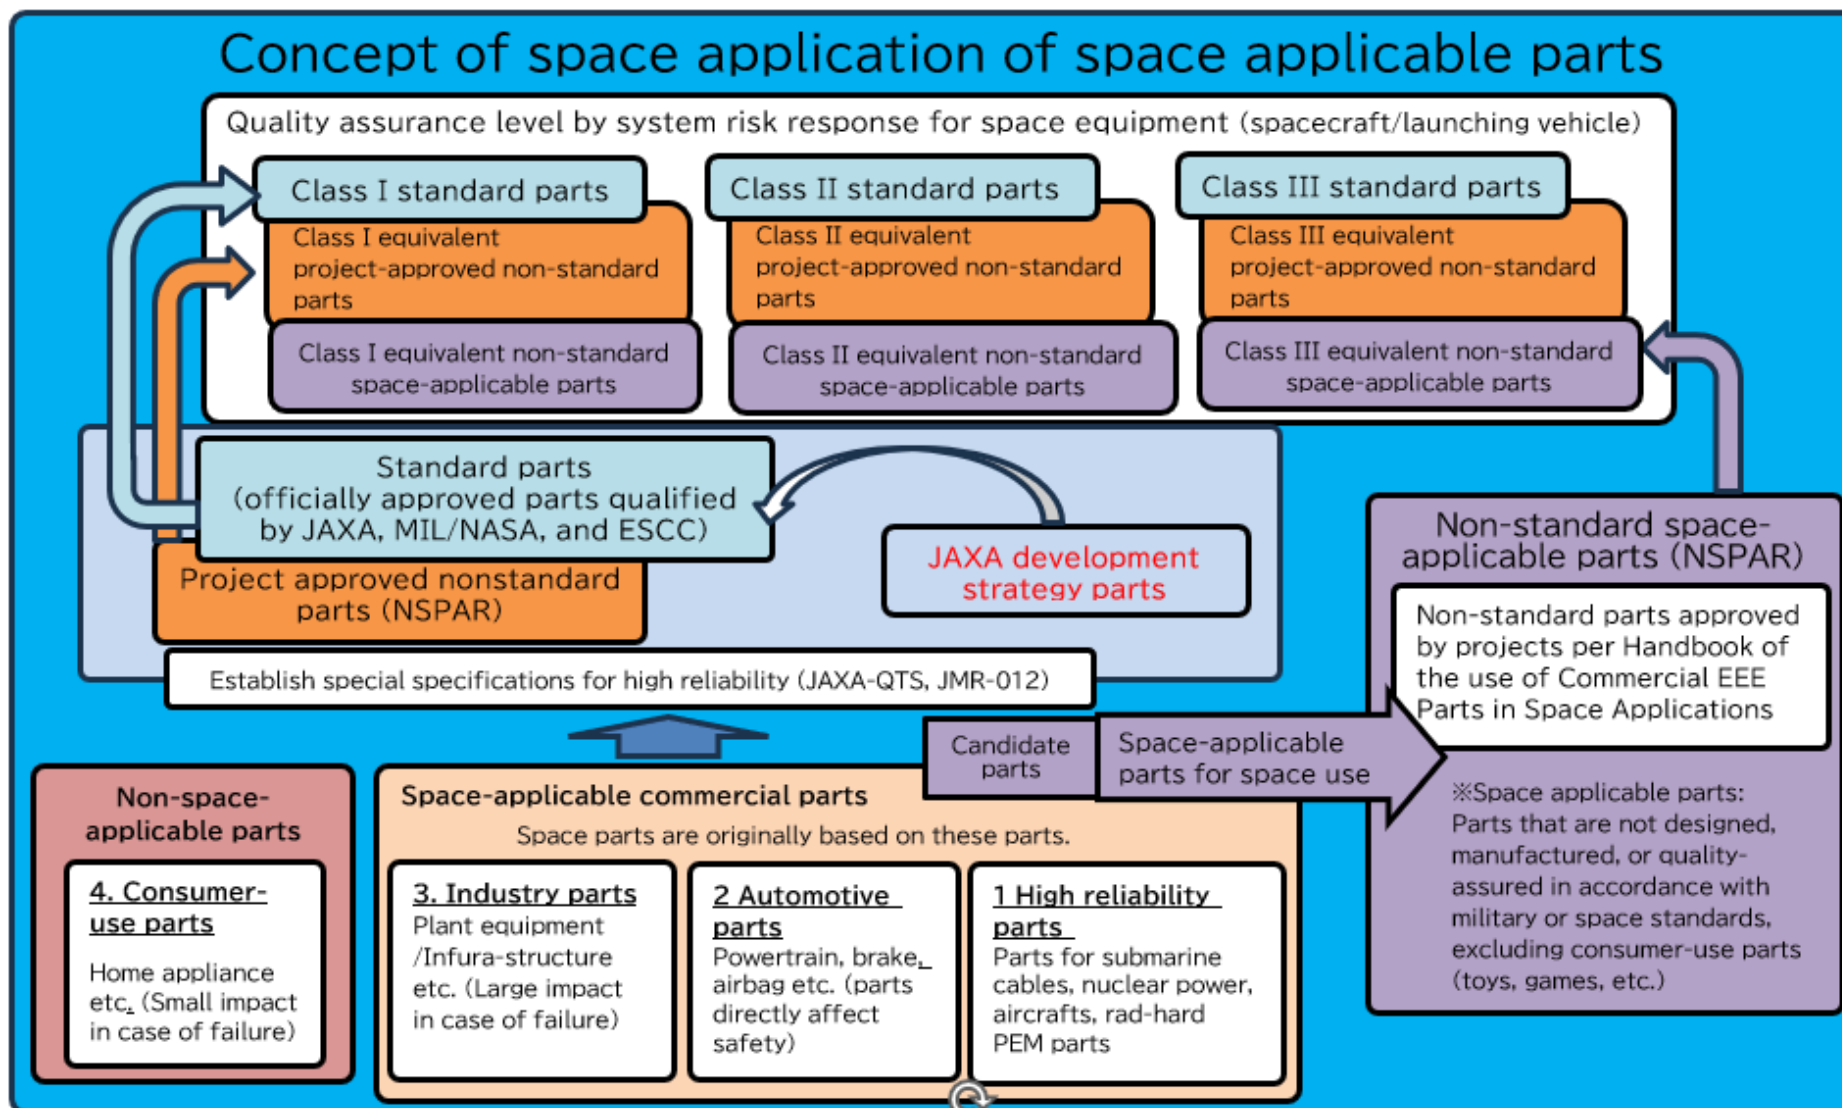 Concept of space application of space applicable parts
Quality assurance level by system risk response for space equipment (spacecraft/launching vehicle)
Class I standard parts
Class I equivalent
project-approved non-standard
parts
Class I equivalent non-standard
space-applicable parts
Class II standard parts
Class II equivalent
project-approved non-standard
parts
Class II equivalent non-standard
space-applicable parts
Class III standard parts
Class III equivalent
project-approved non-standard
parts
Class III equivalent non-standard
space-applicable parts
Standard parts
(officially approved parts qualified
by JAXA, MIL/NASA, and ESCC)
Project approved nonstandard
parts (NSPAR)
JAXA development
strategy parts
Establish special specifications for high reliability (JAXA-QTS, JMR-012)
Non-standard space-
applicable parts (NSPAR)
Non-standard parts approved
by projects per Handbook of
the use of Commercial EEE
Parts in Space Applications
Candidate
parts
Space-applicable
parts for space use
※Space applicable parts:
Parts that are not designed,
manufactured, or quality-
assured in accordance with
military or space standards,
excluding consumer-use parts
(toys, games, etc.)
Non-space-
applicable parts
4. Consumer-
use parts
Home appliance
etc. (Small impact
in case of failure)
Space-applicable commercial parts
Space parts are originally based on these parts.
3. Industry parts
Plant equipment
/Infura-structure
etc. (Large impact
in case of failure)
2 Automotive
parts
Powertrain, brake,
airbag etc. (parts
directly affect
safety)
1 High reliability
parts
Parts for submarine
cables, nuclear power,
aircrafts, rad-hard
PEM parts